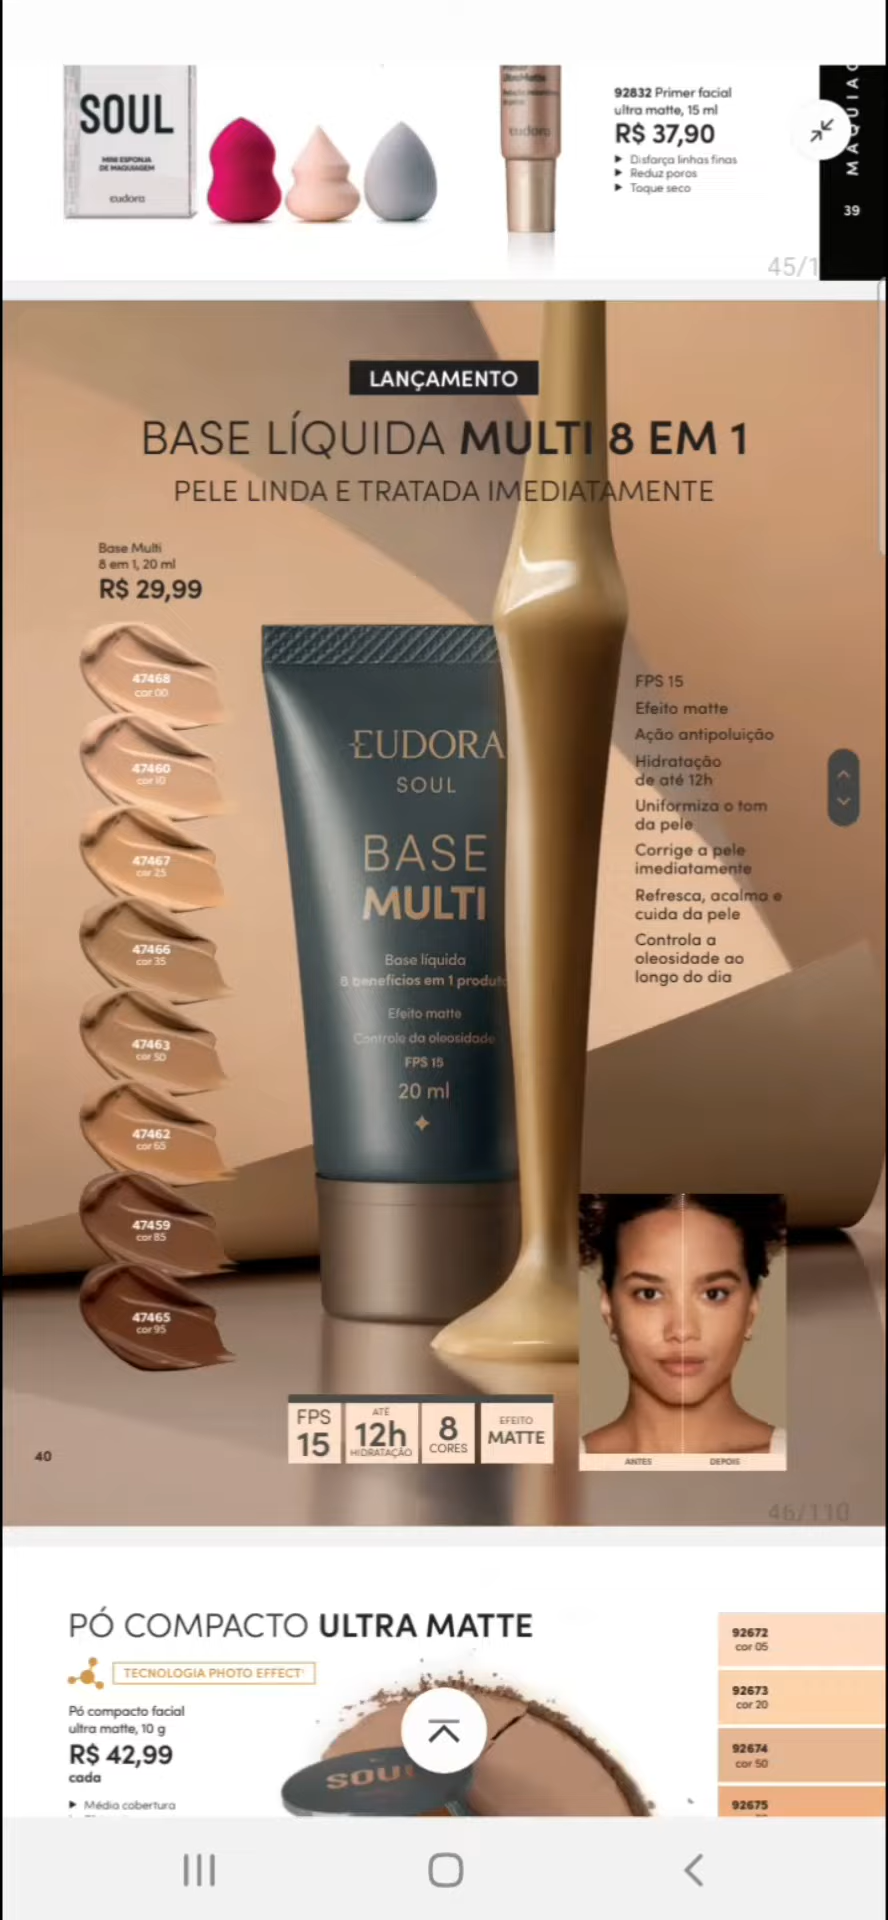 SOUL
MINI ESPONJA
DE MAQUIAGEM
eudora
eudora
92832 Primer facial
ultra matte, 15 ml
R$ 37,90
▶ Disfarça linhas finas
▶ Reduz poros
▶ Toque seco
39
45/1
LANÇAMENTO
BASE LÍQUIDA MULTI 8 EM 1
PELE LINDA E TRATADA IMEDIATAMENTE
Base Multi
8 em 1, 20 ml
R$ 29,99
47468
cor 00
47460
cor 10
47467
cor 25
47466
cor 35
47463
cor 50
47462
cor 65
47459
cor 85
47465
cor 95
EUDORA
SOUL
BASE
MULTI
Base líquida
8 benefícios em 1 produto
Efeito matte
Controle da oleosidade
FPS 15
20 ml
FPS 15
Efeito matte
Ação antipoluição
Hidratação
de até 12h
Uniformiza o tom
da pele
Corrige a pele
imediatamente
Refresca, acalma e
cuida da pele
Controla a
oleosidade ao
longo do dia
FPS
15
ATÉ
12h
HIDRATAÇÃO
8
CORES
EFEITO
MATTE
ANTES
DEPOIS
40
46/110
PÓ COMPACTO ULTRA MATTE
TECNOLOGIA PHOTO EFFECT
Pó compacto facial
ultra matte, 10 g
R$ 42,99
cada
▶ Média cobertura
SOU
92672
cor 05
92673
cor 20
92674
cor 50
92675